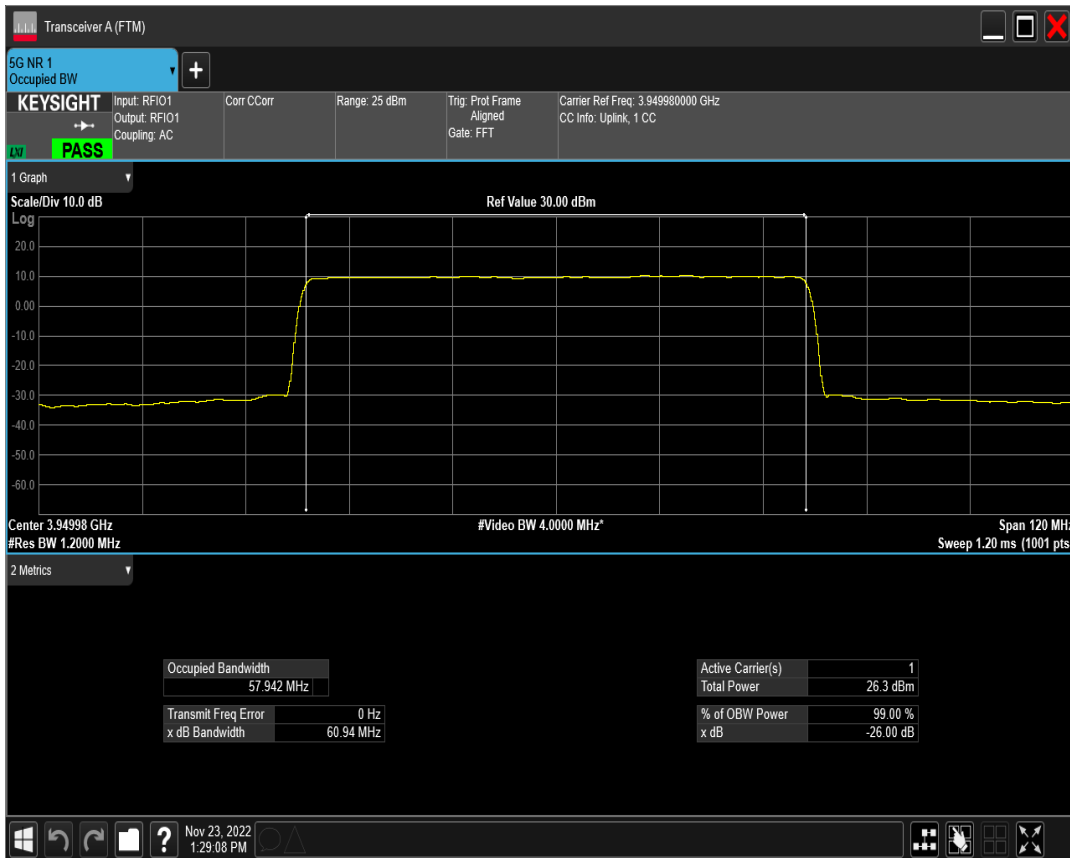 Transceiver A (FTM)
5G NR 1
Occupied BW
+
KEYSIGHT
LXI
PASS
Input: RFIO1
Output: RFIO1
Coupling: AC
Corr CCorr
Range: 25 dBm
Trig: Prot Frame
Aligned
Gate: FFT
Carrier Ref Freq: 3.949980000 GHz
CC Info: Uplink, 1 CC
1 Graph
Scale/Div 10.0 dB
Ref Value 30.00 dBm
Log
20.0
10.0
0.00
-10.0
-20.0
-30.0
-40.0
-50.0
-60.0
Center 3.94998 GHz
#Video BW 4.0000 MHz*
Span 120 MHz
#Res BW 1.2000 MHz
Sweep 1.20 ms (1001 pts
2 Metrics
Occupied Bandwidth
57.942 MHz
Transmit Freq Error 0 Hz
x dB Bandwidth 60.94 MHz
Active Carrier(s) 1
Total Power 26.3 dBm
% of OBW Power 99.00 %
x dB -26.00 dB
?
Nov 23, 2022
1:29:08 PM